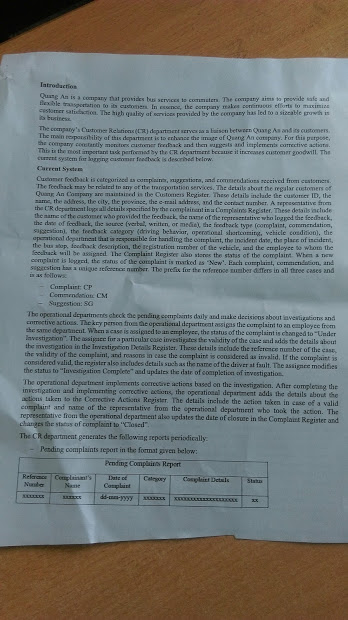 Introduction
Quang An is a company that provides bus services to commuters. The company aims to provide safe and
flexible transportation to its customers. In essence, the company makes continuous efforts to maximize
customer satisfaction. The high quality of services provided by the company has led to a sizeable growth in
its business.
The company's Customer Relations (CR) department serves as a liaison between Quang An and its customers.
The main responsibility of this department is to enhance the image of Quang An company. For this purpose,
the company constantly monitors customer feedback and then suggests and implements corrective actions.
This is the most important task performed by the CR department because it increases customer goodwill. The
current system for logging customer feedback is described below.
Current System
Customer feedback is categorized as complaints, suggestions, and commendations received from customers.
The feedback may be related to any of the transportation services. The details about the regular customers of
Quang An Company are maintained in the Customers Register. These details include the customer ID, the
name, the address, the city, the province, the e-mail address, and the contact number. A representative from
the CR department logs all details specified by the complainant in a Complaints Register. These details include
the name of the customer who provided the feedback, the name of the representative who logged the feedback,
the date of feedback, the source (verbal, written, or media), the feedback type (complaint, commendation,
suggestion), the feedback category (driving behavior, operational shortcoming, vehicle condition), the
operational department that is responsible for handling the complaint, the incident date, the place of incident,
the bus stop, feedback description, the registration number of the vehicle, and the employee to whom the
feedback will be assigned. The Complaint Register also stores the status of the complaint. When a new
complaint is logged, the status of the complaint is marked as "New". Each complaint, commendation, and
suggestion has a unique reference number. The prefix for the reference number differs in all three cases and
is as follows:
– Complaint: CP
– Commendation: CM
– Suggestion: SG
The operational departments check the pending complaints daily and make decisions about investigations and
corrective actions. The key person from the operational department assigns the complaint to an employee from
the same department. When a case is assigned to an employee, the status of the complaint is changed to "Under
Investigation". The assignee for a particular case investigates the validity of the case and adds the details about
the investigation in the Investigation Details Register. These details include the reference number of the case,
the validity of the complaint, and reasons in case the complaint is considered as invalid. If the complaint is
considered valid, the register also includes details such as the name of the driver at fault. The assignee modifies
the status to "Investigation Complete" and updates the date of completion of investigation.
The operational department implements corrective actions based on the investigation. After completing the
investigation and implementing corrective actions, the operational department adds the details about the
actions taken to the Corrective Actions Register. The details include the action taken in case of a valid
complaint and name of the representative from the operational department who took the action. The
representative from the operational department also updates the date of closure in the Complaint Register and
changes the status of complaint to "Closed"
The CR department generates the following reports periodically:
– Pending complaints report in the format given below:
Pending Complaints Report
Reference Number Complainant's Name Date of Complaint Category Complaint Details Status
xxxxxxx xxxxxx dd-mm-yyyy xxxxxxx xxxxxxxxxxxxxxxxxxx xx